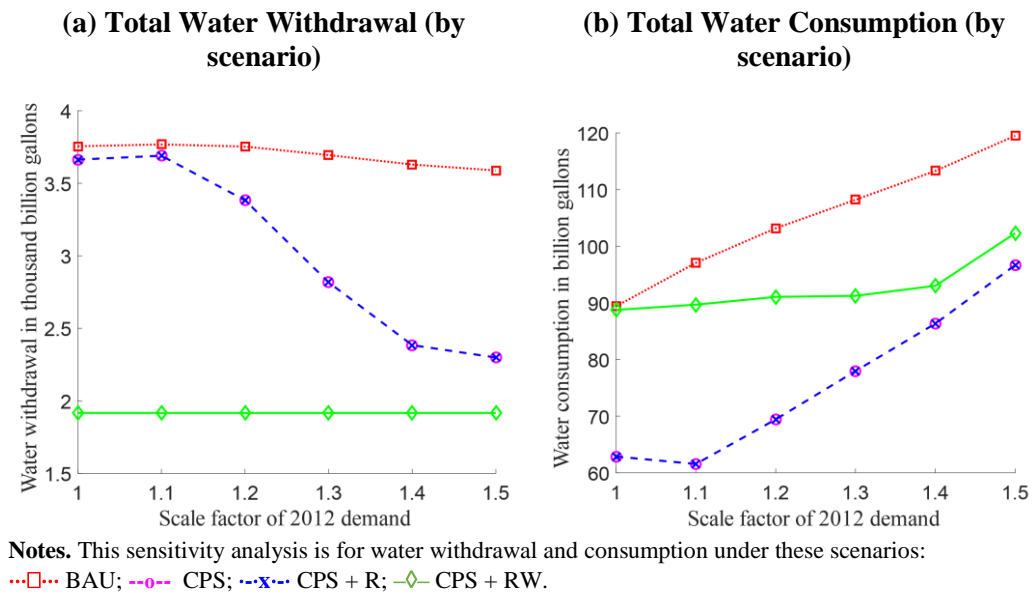 (a) Total Water Withdrawal (by
scenario)
Water withdrawal in thousand billion gallons
4
3.5
3
2.5
2
1.5
1
1.1
1.2
1.3
1.4
1.5
Scale factor of 2012 demand
(b) Total Water Consumption (by
scenario)
Water consumption in billion gallons
120
110
100
90
80
70
60
1
1.1
1.2
1.3
1.4
1.5
Scale factor of 2012 demand
Notes. This sensitivity analysis is for water withdrawal and consumption under these scenarios:
BAU; CPS; CPS + R; CPS + RW.